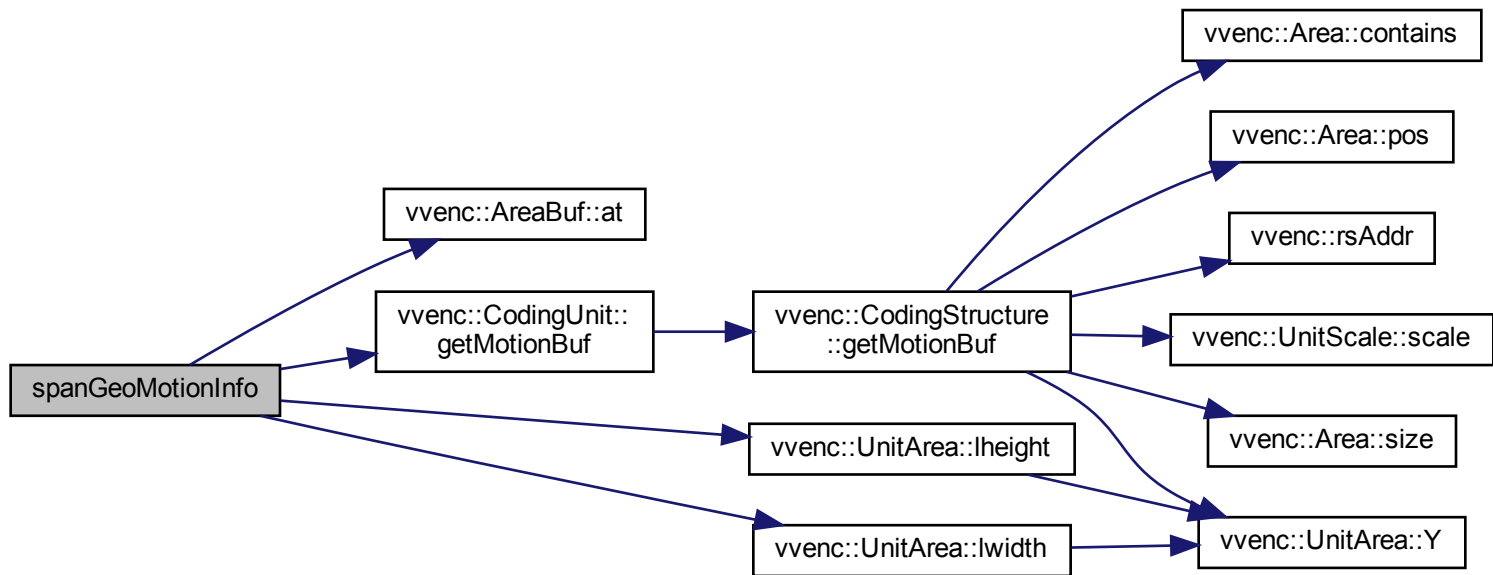 vvenc::Area::contains
vvenc::Area::pos
vvenc::AreaBuf::at
vvenc::rsAddr
vvenc::CodingUnit::
getMotionBuf
vvenc::CodingStructure
::getMotionBuf
vvenc::UnitScale::scale
spanGeoMotionInfo
vvenc::UnitArea::lheight
vvenc::Area::size
vvenc::UnitArea::lwidth
vvenc::UnitArea::Y